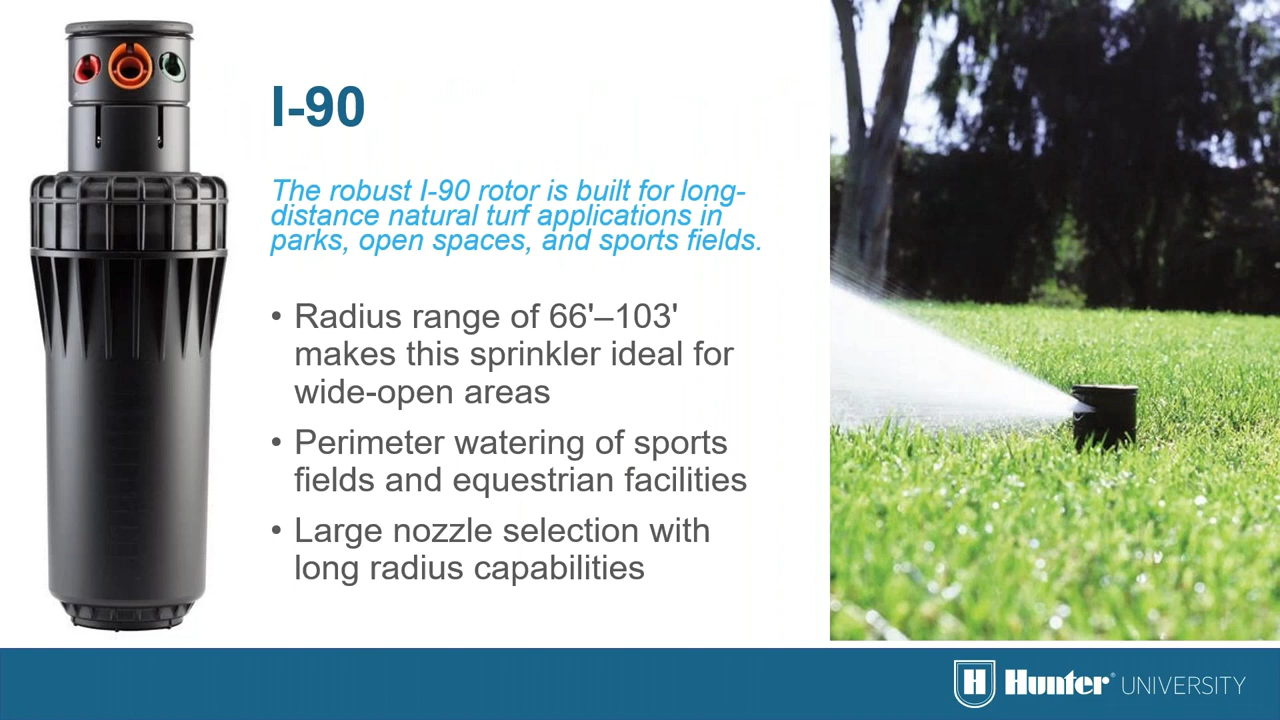 I-90
The robust I-90 rotor is built for long-
distance natural turf applications in
parks, open spaces, and sports fields.
• Radius range of 66'–103'
makes this sprinkler ideal for
wide-open areas
• Perimeter watering of sports
fields and equestrian facilities
• Large nozzle selection with
long radius capabilities
H Hunter® UNIVERSITY